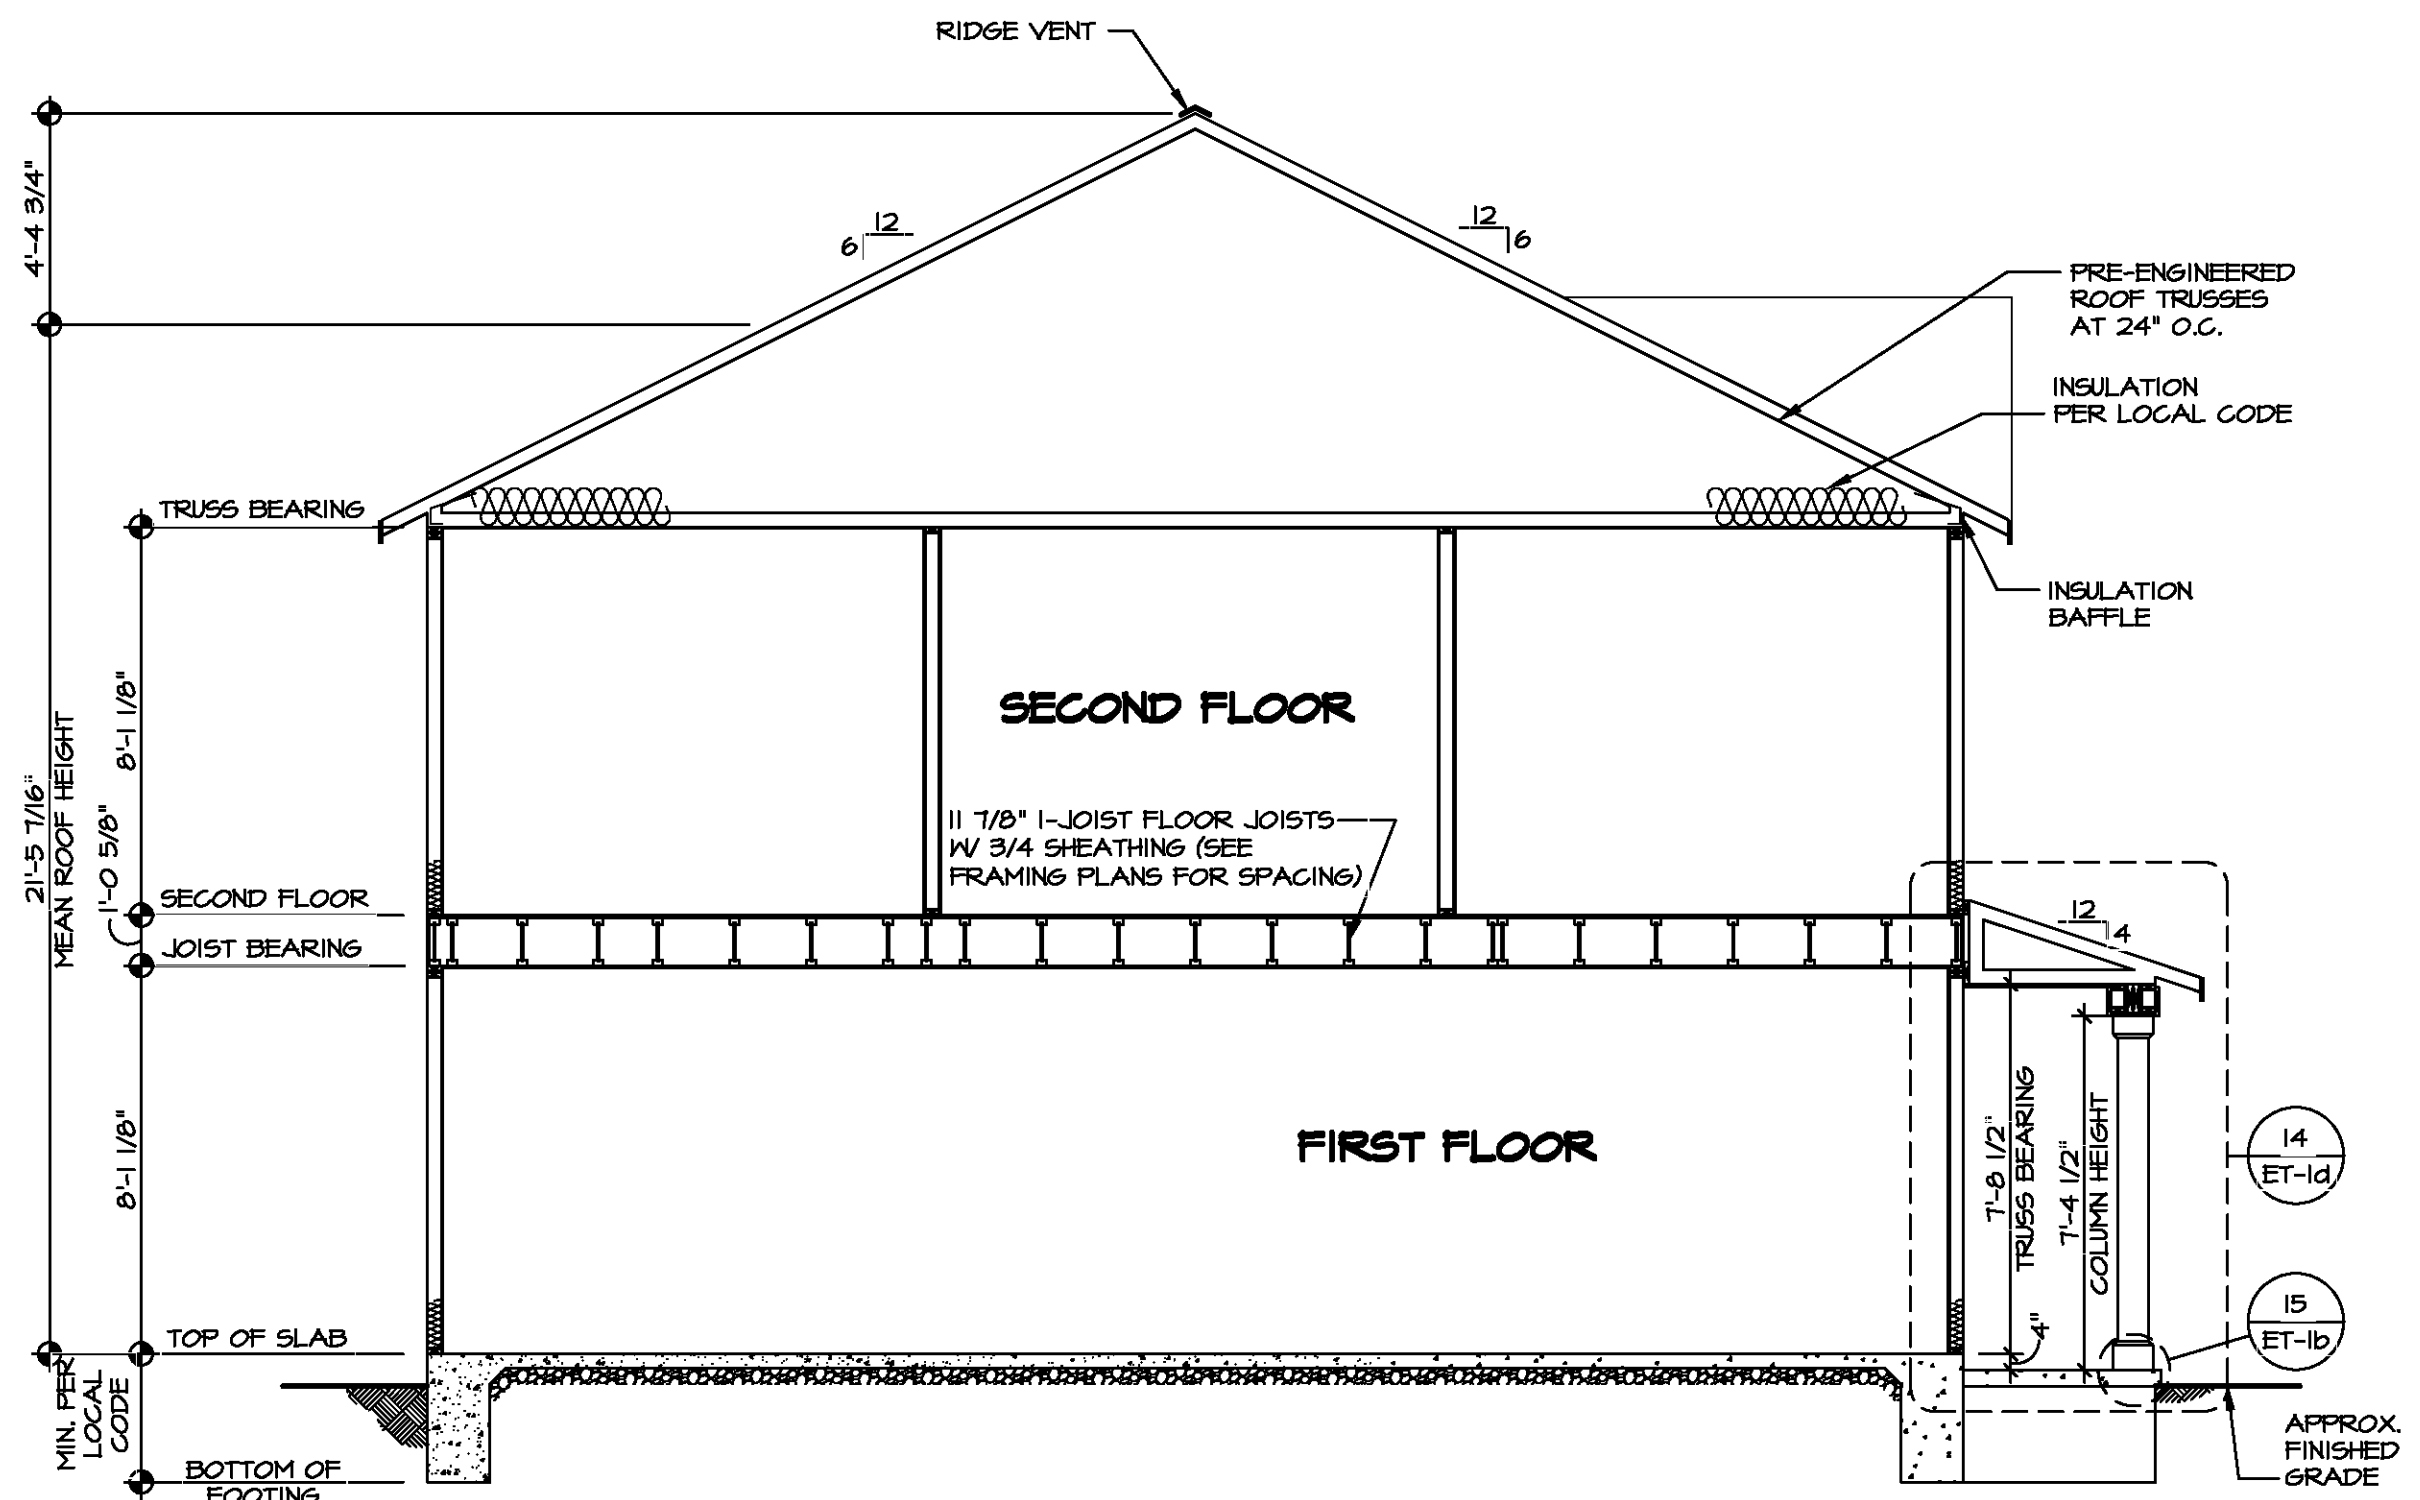 RIDGE VENT
4'-4 3/4"
12
6
12
6
PRE-ENGINEERED
ROOF TRUSSES
AT 24" O.C.
INSULATION
PER LOCAL CODE
TRUSS BEARING
INSULATION
BAFFLE
8'-1 1/8"
SECOND FLOOR
21'-5 7/16"
MEAN ROOF HEIGHT
1'-0 5/8"
11 7/8" I-JOIST FLOOR JOISTS
W/ 3/4 SHEATHING (SEE
FRAMING PLANS FOR SPACING)
SECOND FLOOR
JOIST BEARING
12
4
8'-1 1/8"
FIRST FLOOR
7'-8 1/2"
TRUSS BEARING
7'-4 1/2"
COLUMN HEIGHT
14
ET-1d
15
ET-1b
4"
TOP OF SLAB
MIN. PER
LOCAL
CODE
APPROX.
FINISHED
GRADE
BOTTOM OF
FOOTING